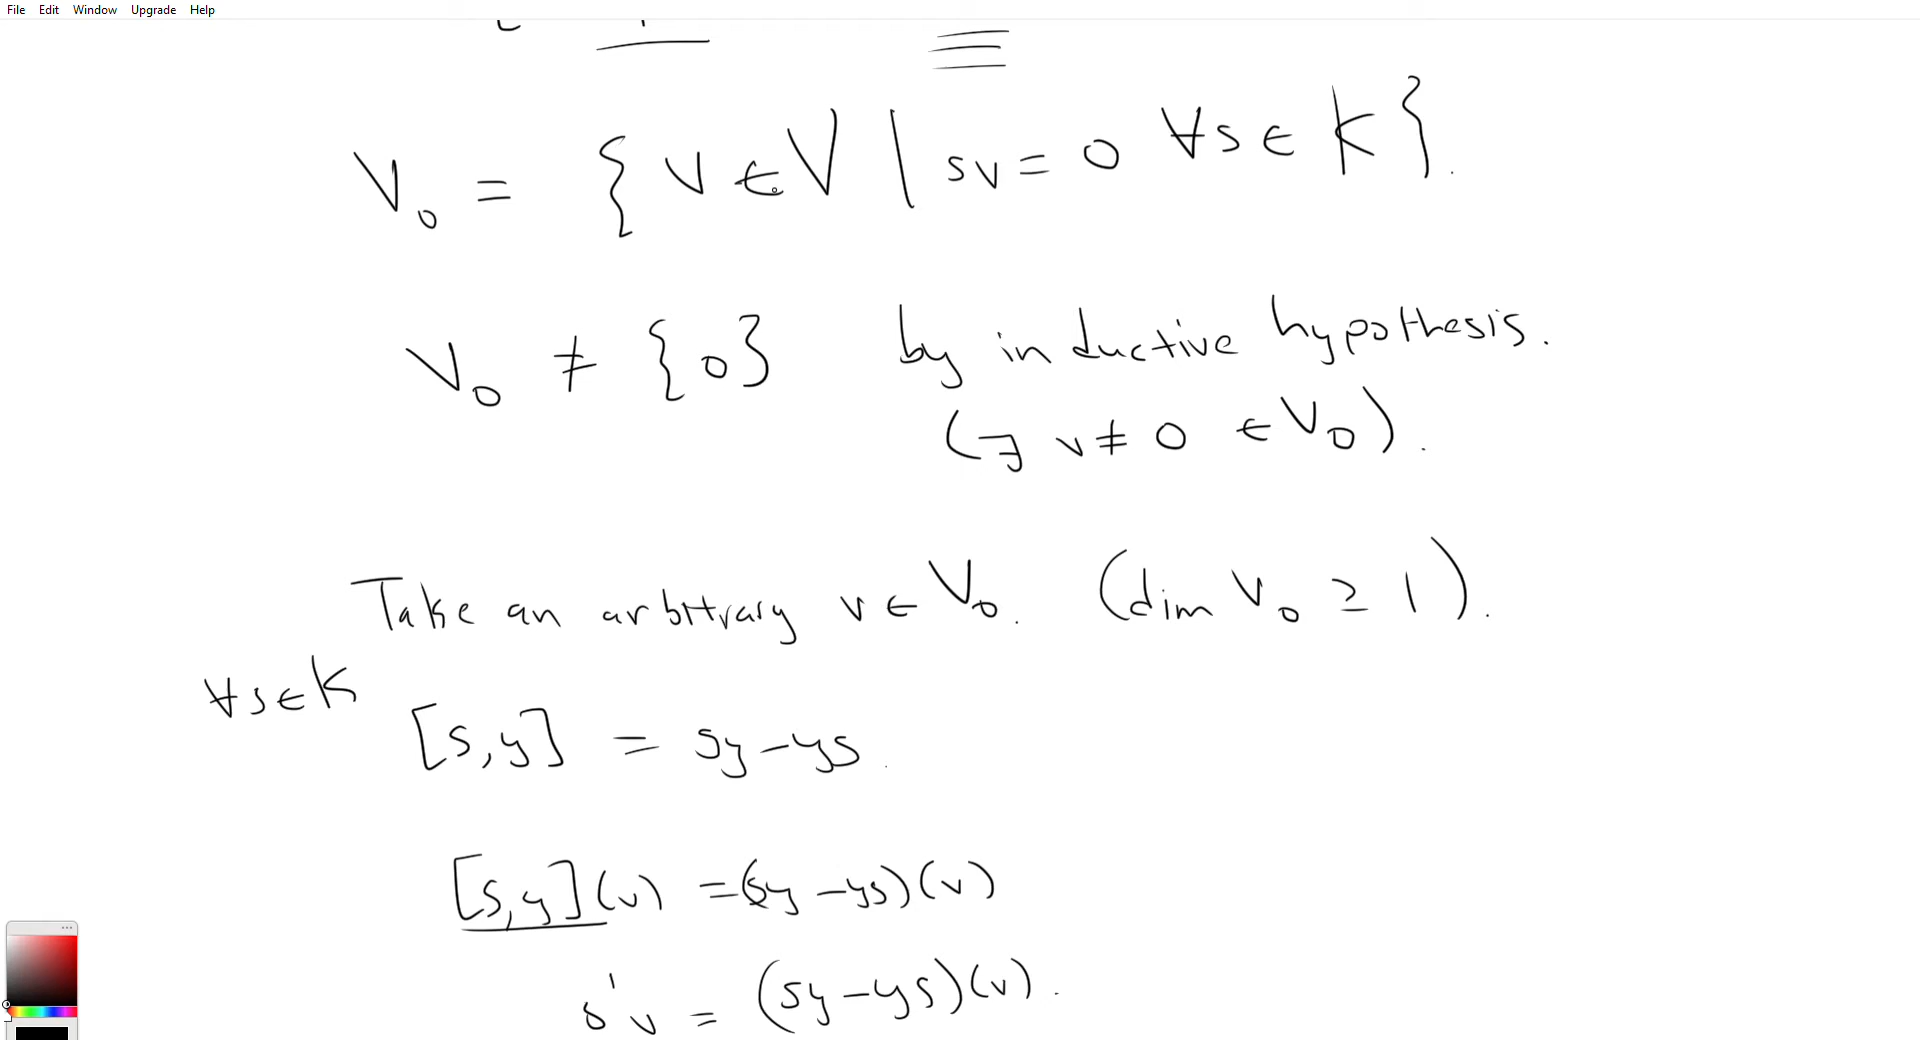 File Edit Window Upgrade Help
V₀ = { v ∈ V | sv = 0 ∀s ∈ K }.
V₀ ≠ {0} by inductive hypothesis.
(∃ v ≠ 0 ∈ V₀).
Take an arbitrary v ∈ V₀. (dim V₀ ≥ 1).
∀s∈K
[s,y] = sy - ys.
[s,y](v) = (sy - ys)(v)
s'v = (sy - ys)(v).